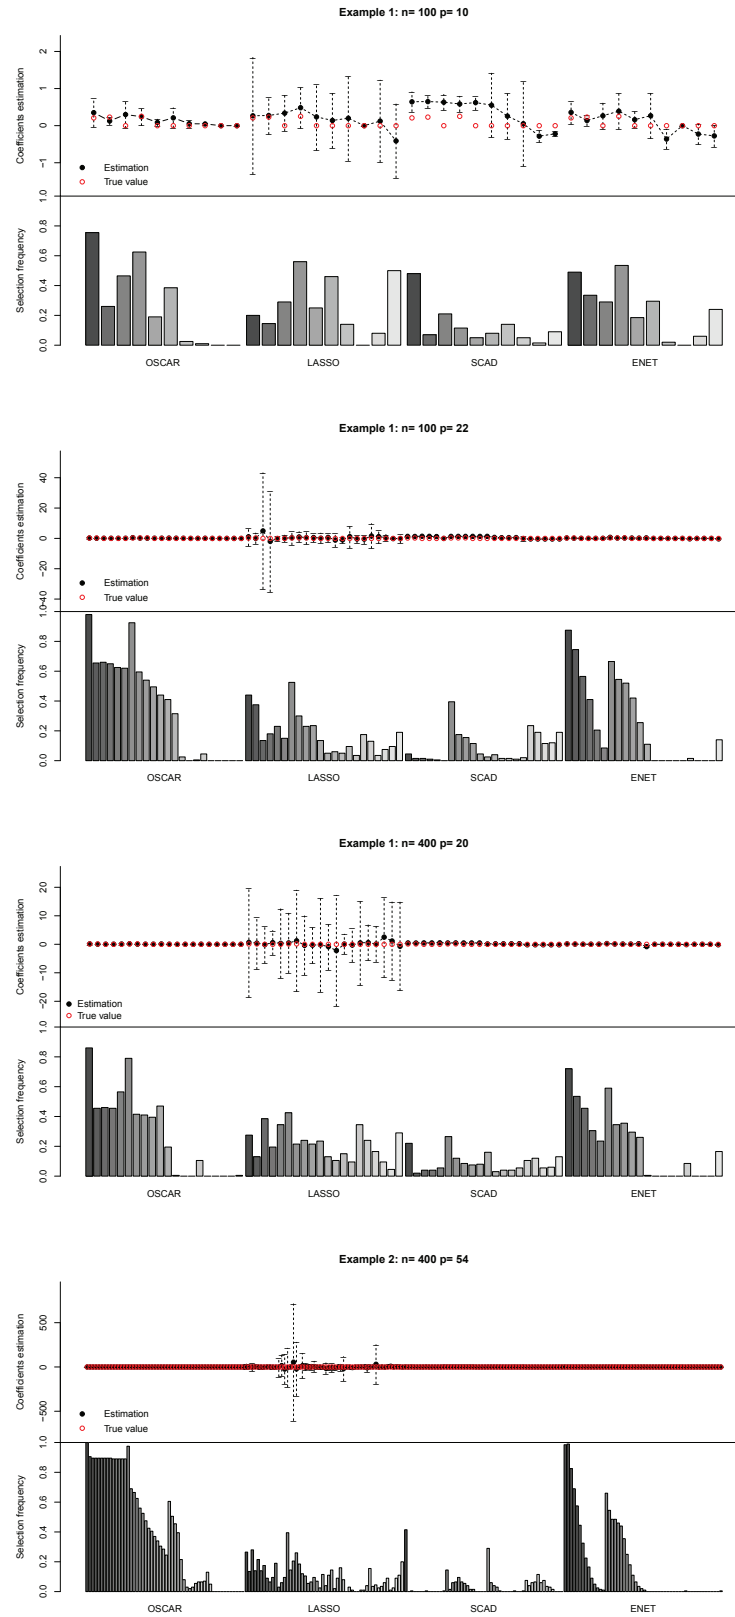 Example 1: n= 100 p= 10
Coefficients estimation
2
1
0
−1
Estimation
True value
Selection frequency
1.0
0.8
0.6
0.4
0.2
0.0
OSCAR LASSO SCAD ENET
Example 1: n= 100 p= 22
Coefficients estimation
40
20
0
−20
−40
Estimation
True value
Selection frequency
1.0
0.8
0.6
0.4
0.2
0.0
OSCAR LASSO SCAD ENET
Example 1: n= 400 p= 20
Coefficients estimation
20
10
0
−10
−20
Estimation
True value
Selection frequency
1.0
0.8
0.6
0.4
0.2
0.0
OSCAR LASSO SCAD ENET
Example 2: n= 400 p= 54
Coefficients estimation
500
0
−500
Estimation
True value
Selection frequency
1.0
0.8
0.6
0.4
0.2
0.0
OSCAR LASSO SCAD ENET